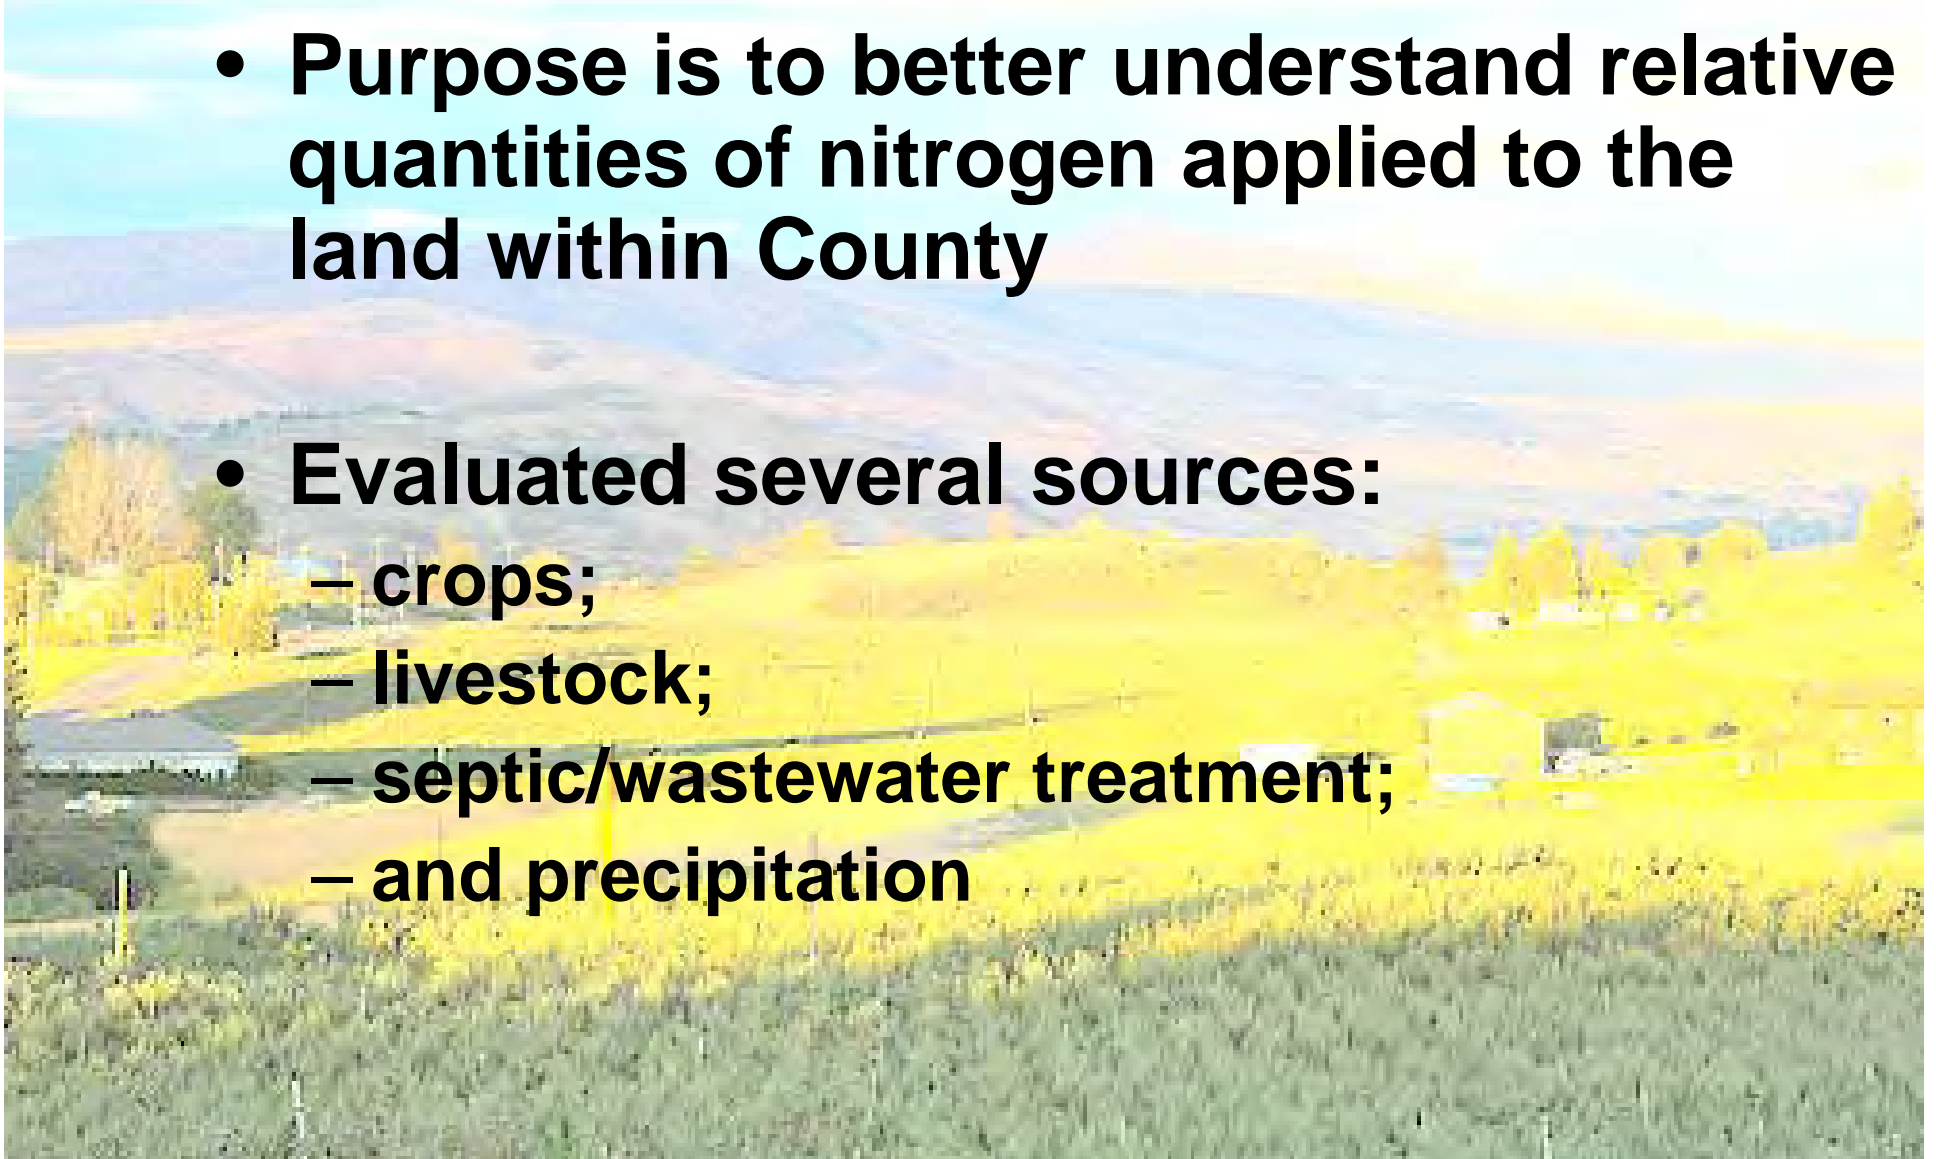 • Purpose is to better understand relative
quantities of nitrogen applied to the
land within County
• Evaluated several sources:
– crops;
– livestock;
– septic/wastewater treatment;
– and precipitation